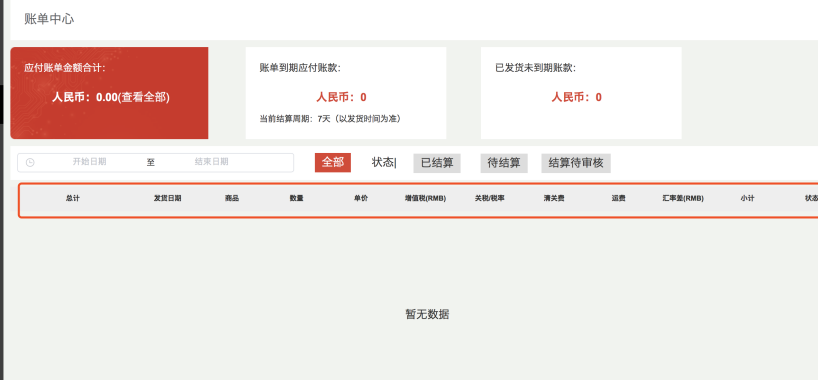 账单中心
应付账单金额合计： 账单到期应付账款： 已发货未到期账款：
人民币：0.00(查看全部) 人民币：0 人民币：0
当前结算周期：7天（以发货时间为准）
开始日期 至 结束日期 全部 状态| 已结算 待结算 结算待审核
总计 发货日期 商品 数量 单价 增值税(RMB) 关税/税率 清关费 运费 汇率差(RMB) 小计 状态
暂无数据